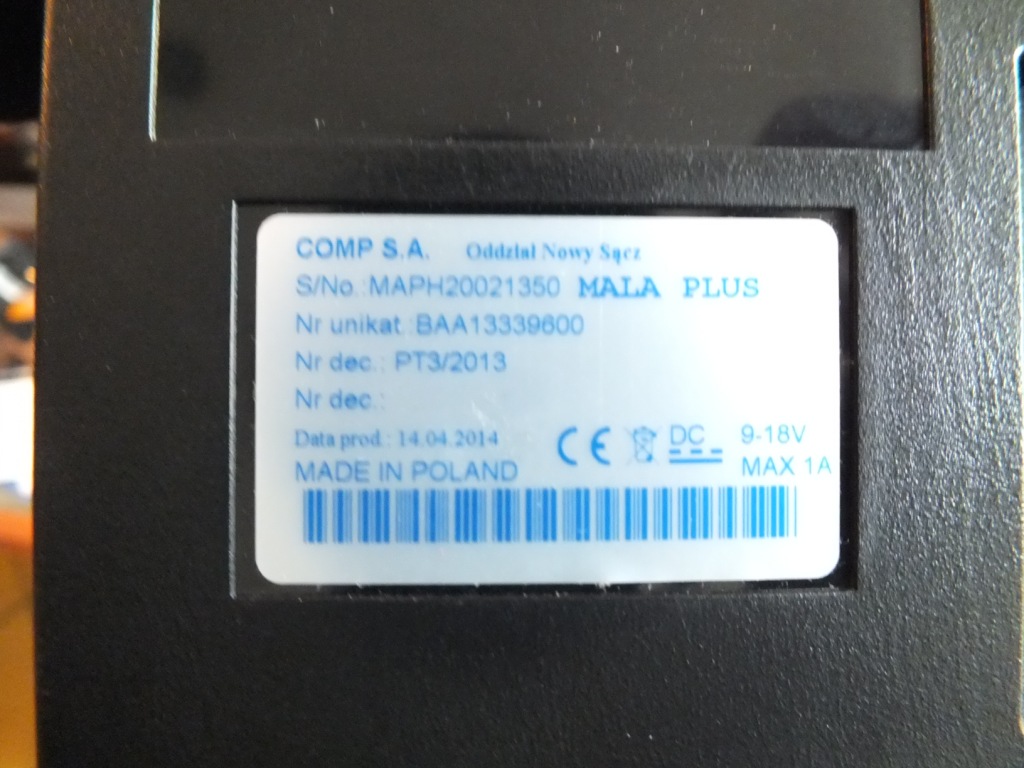 COMP S.A. Oddział Nowy Sącz
S/No.:MAPH20021350 MALA PLUS
Nr unikat.:BAA13339600
Nr dec.: PT3/2013
Nr dec.:
Data prod.: 14.04.2014
MADE IN POLAND
CE DC 9-18V
MAX 1A